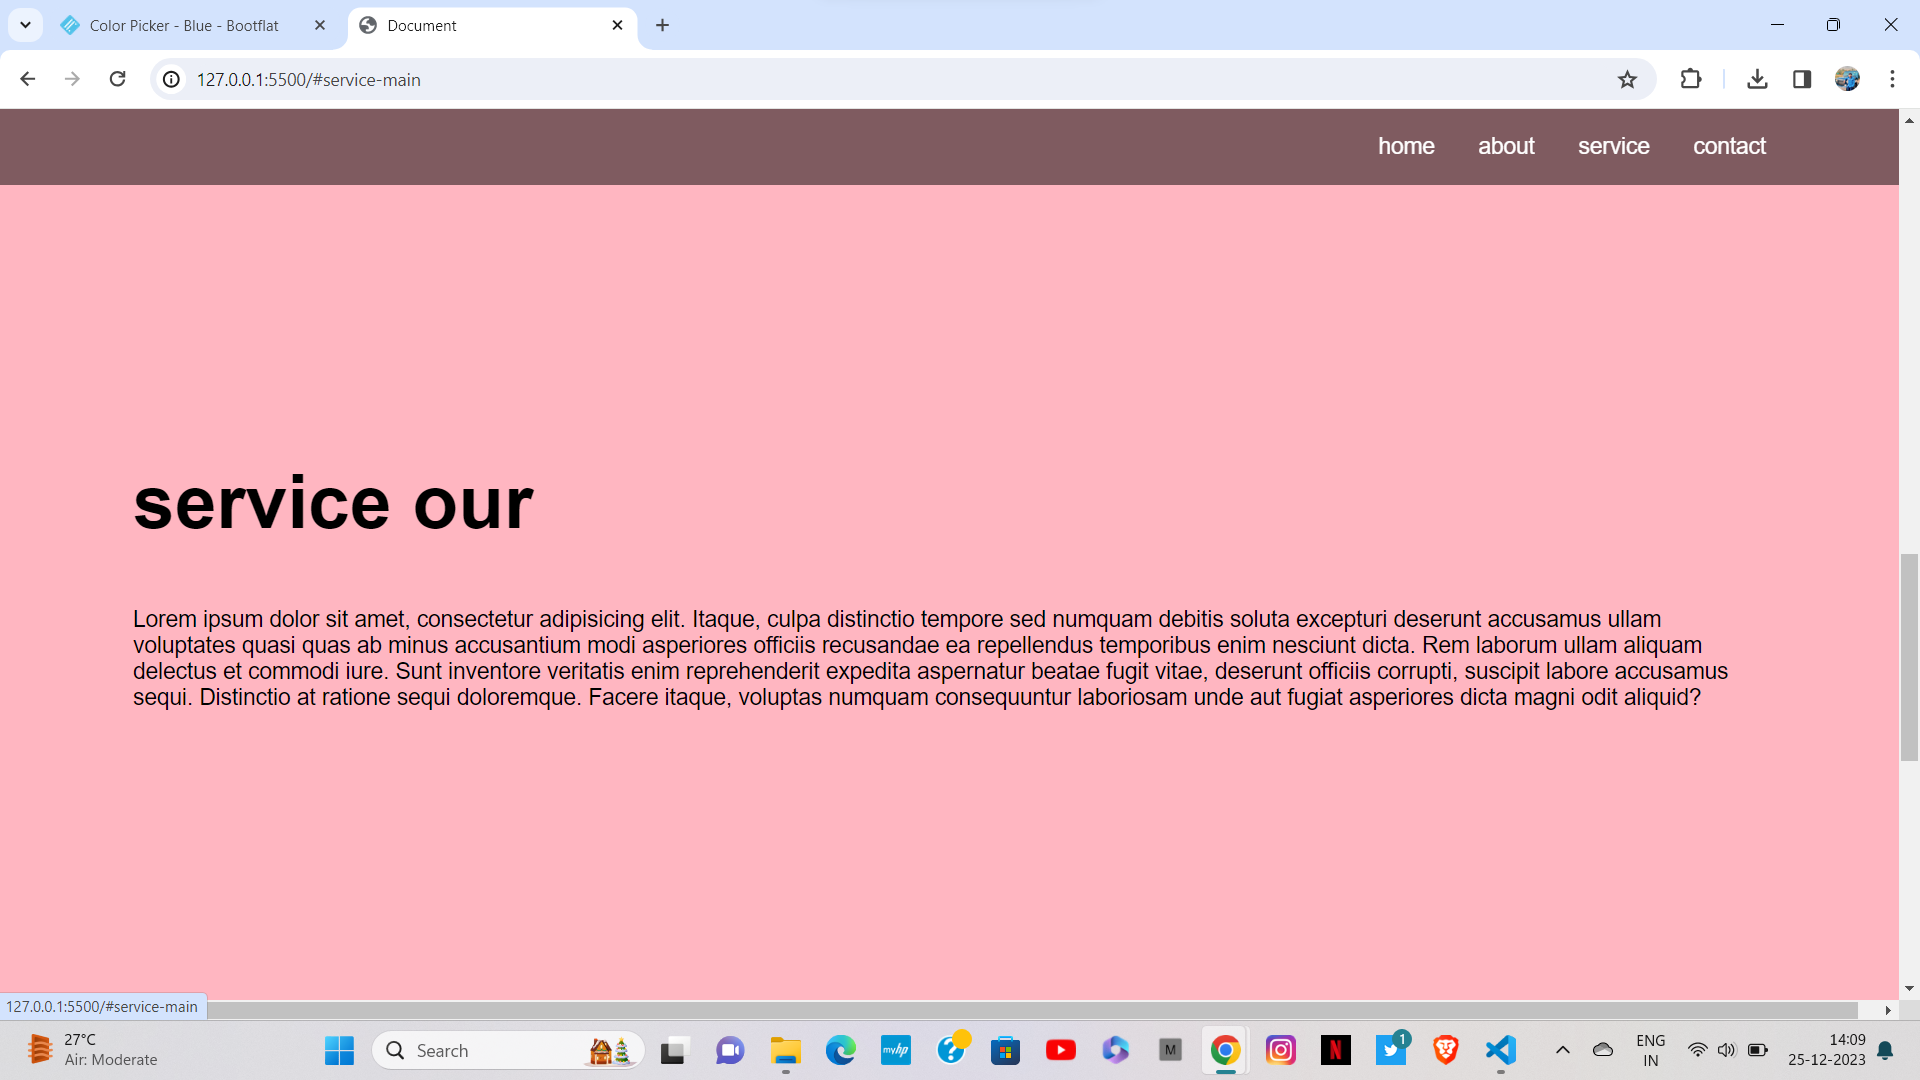 Color Picker - Blue - Bootflat
Document
127.0.0.1:5500/#service-main
home about service contact
service our
Lorem ipsum dolor sit amet, consectetur adipisicing elit. Itaque, culpa distinctio tempore sed numquam debitis soluta excepturi deserunt accusamus ullam
voluptates quasi quas ab minus accusantium modi asperiores officiis recusandae ea repellendus temporibus enim nesciunt dicta. Rem laborum ullam aliquam
delectus et commodi iure. Sunt inventore veritatis enim reprehenderit expedita aspernatur beatae fugit vitae, deserunt officiis corrupti, suscipit labore accusamus
sequi. Distinctio at ratione sequi doloremque. Facere itaque, voluptas numquam consequuntur laboriosam unde aut fugiat asperiores dicta magni odit aliquid?
127.0.0.1:5500/#service-main
27°C
Air: Moderate
Search
myhp
M
N
1
ENG
IN
14:09
25-12-2023